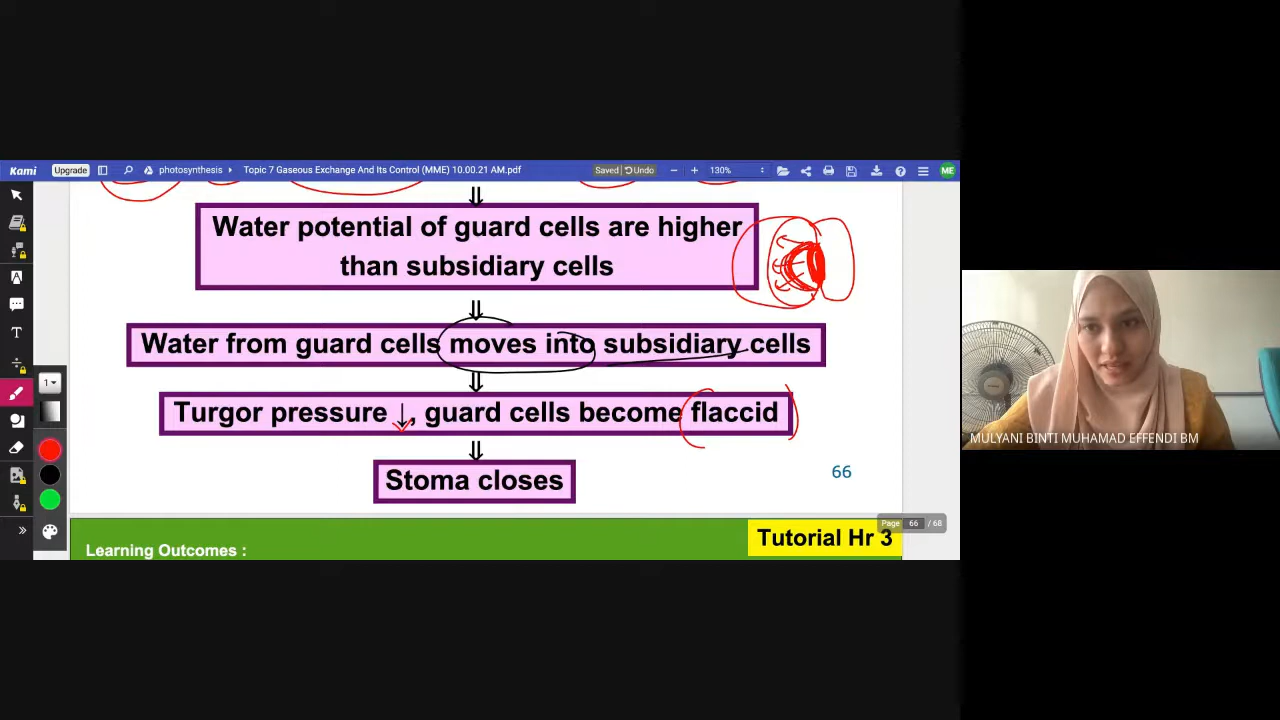 Kami
Upgrade
photosynthesis
Topic 7 Gaseous Exchange And Its Control (MME) 10.00.21 AM.pdf
Saved
Undo
130%
ME
Water potential of guard cells are higher
than subsidiary cells
⇓
Water from guard cells moves into subsidiary cells
⇓
Turgor pressure ↓, guard cells become flaccid
⇓
Stoma closes
66
Page 66 / 68
Learning Outcomes :
Tutorial Hr 3
1
MULYANI BINTI MUHAMAD EFFENDI BM